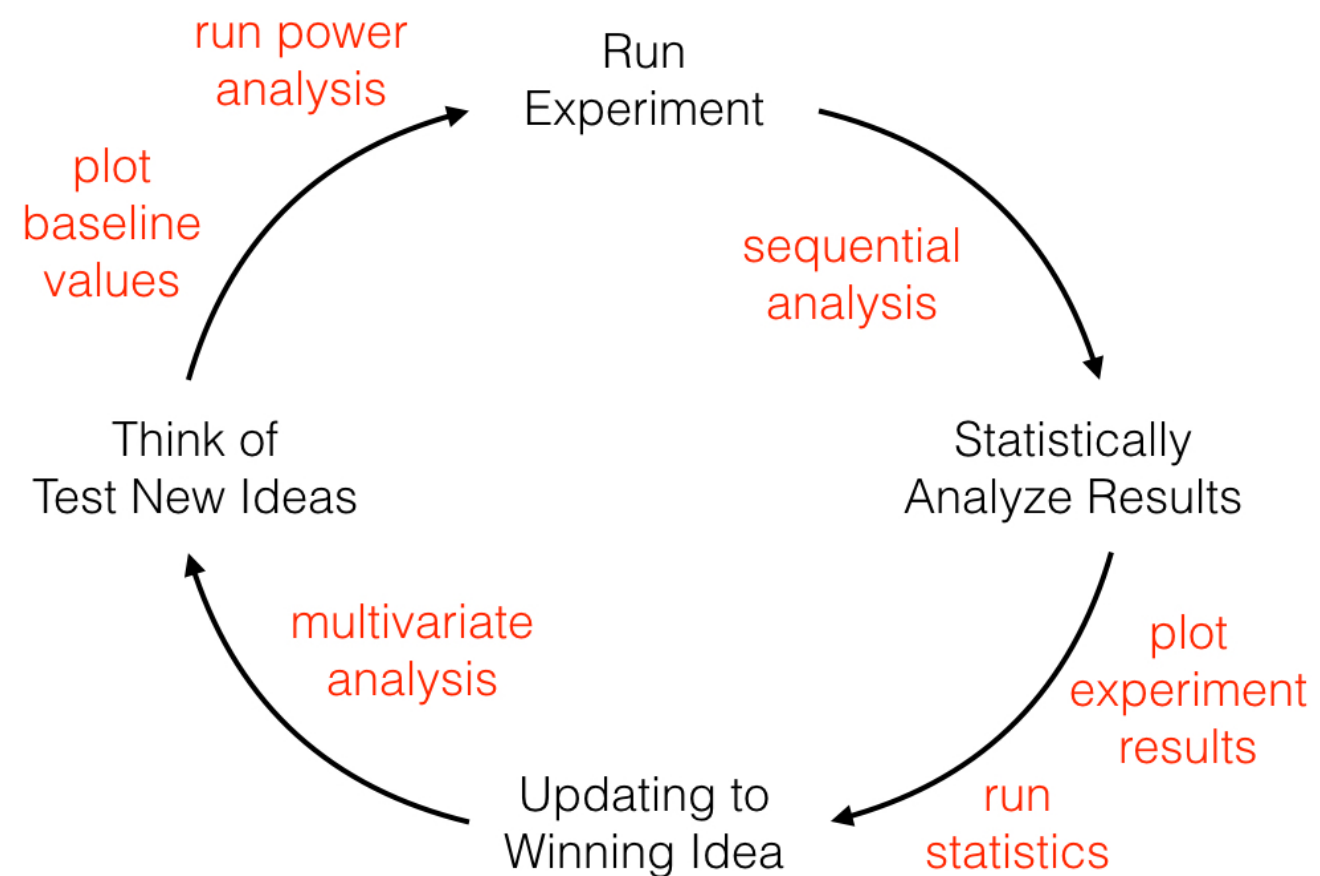 run power
analysis
Run
Experiment
plot
baseline
values
sequential
analysis
Think of
Test New Ideas
Statistically
Analyze Results
multivariate
analysis
plot
experiment
results
Updating to
Winning Idea
run
statistics